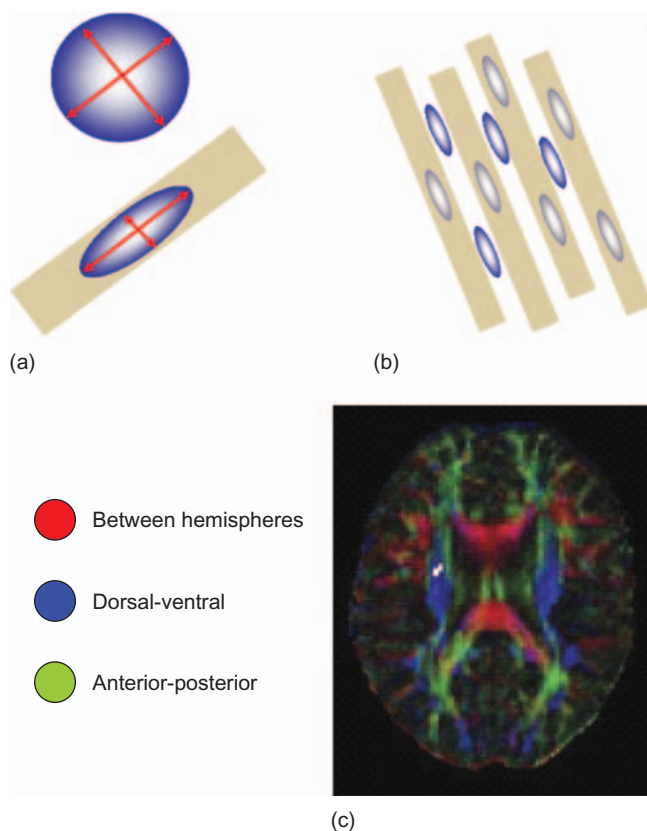 (a)
(b)
Between hemispheres
Dorsal-ventral
Anterior-posterior
(c)